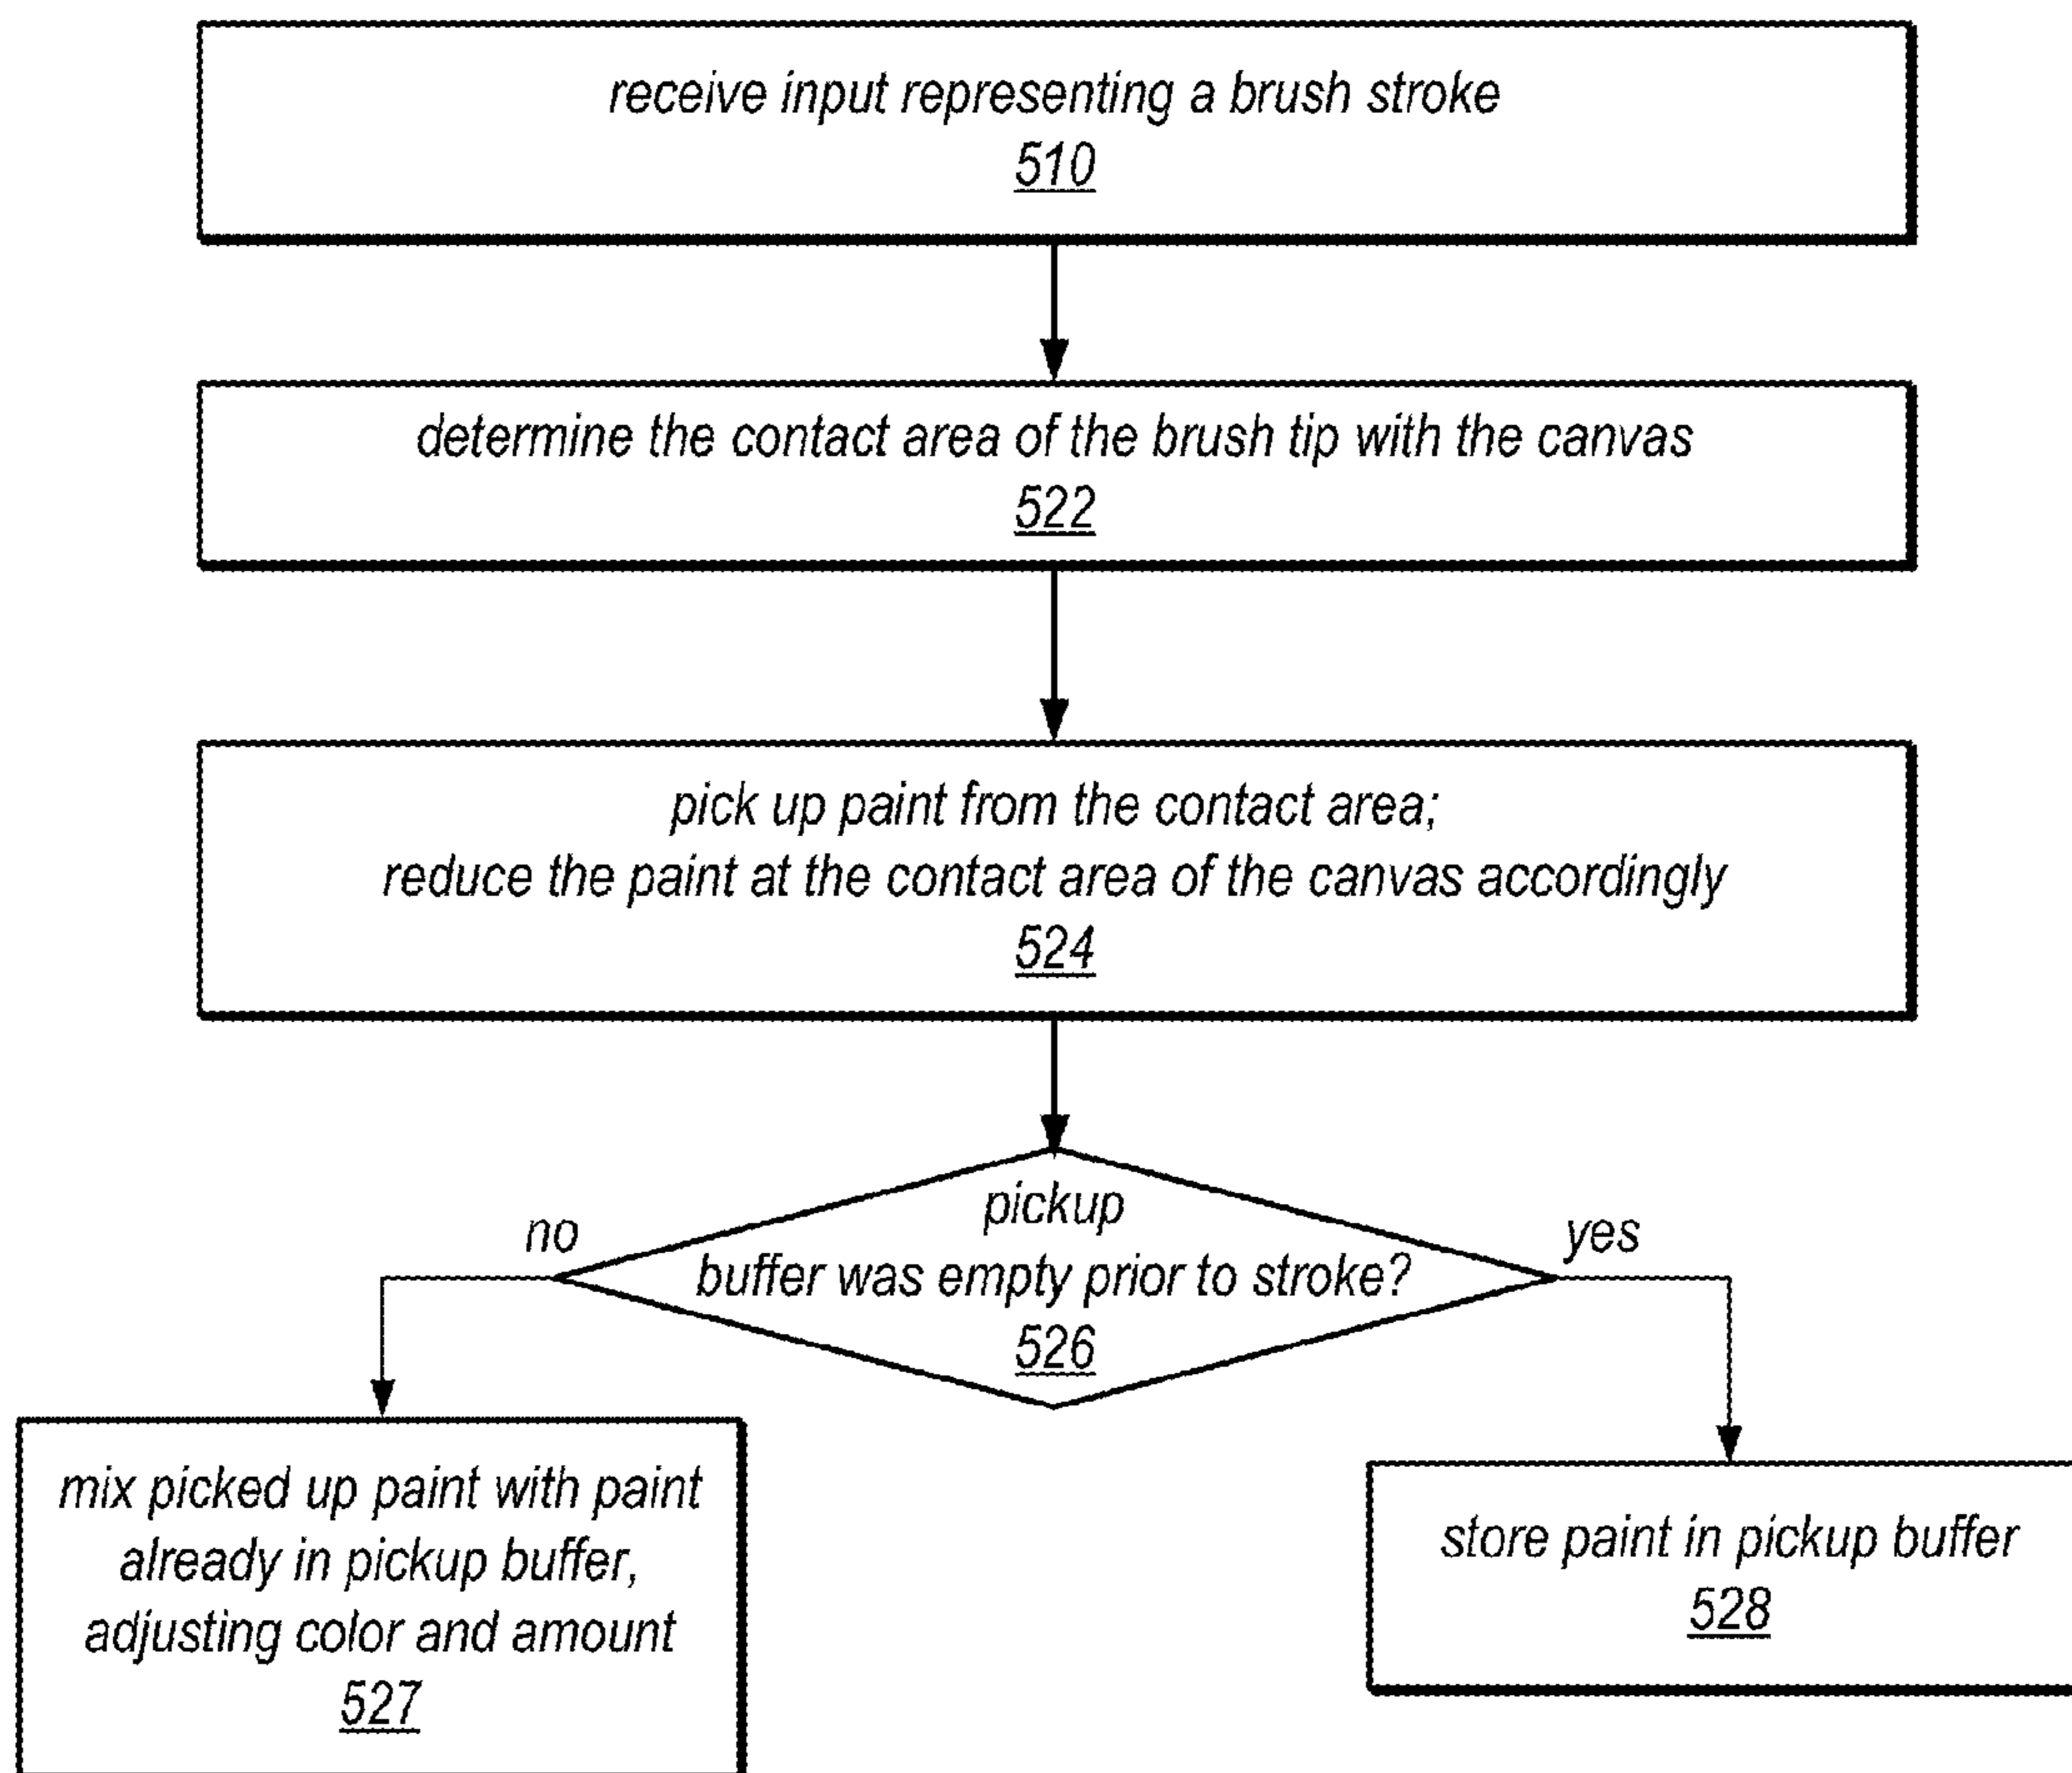 receive input representing a brush stroke
510
determine the contact area of the brush tip with the canvas
522
pick up paint from the contact area;
reduce the paint at the contact area of the canvas accordingly
524
pickup
buffer was empty prior to stroke?
526
no
yes
mix picked up paint with paint
already in pickup buffer,
adjusting color and amount
527
store paint in pickup buffer
528